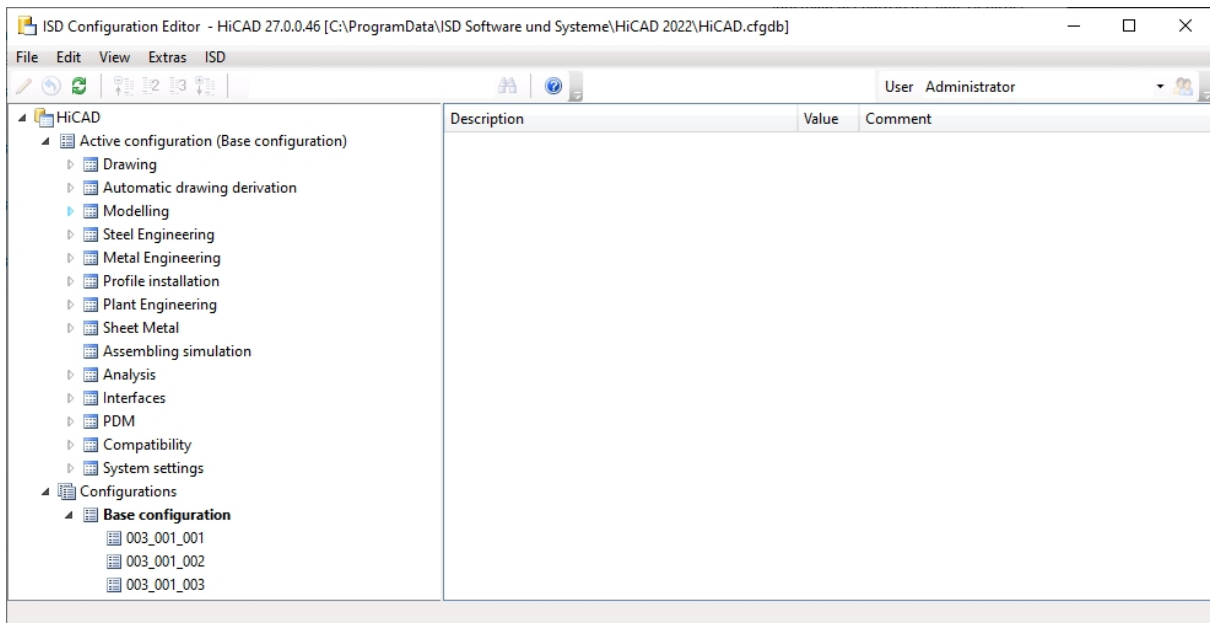 ISD Configuration Editor - HiCAD 27.0.0.46 [C:\ProgramData\ISD Software und Systeme\HiCAD 2022\HiCAD.cfgdb]
File Edit View Extras ISD
User Administrator
HiCAD
Active configuration (Base configuration)
Drawing
Automatic drawing derivation
Modelling
Steel Engineering
Metal Engineering
Profile installation
Plant Engineering
Sheet Metal
Assembling simulation
Analysis
Interfaces
PDM
Compatibility
System settings
Configurations
Base configuration
003_001_001
003_001_002
003_001_003
Description Value Comment